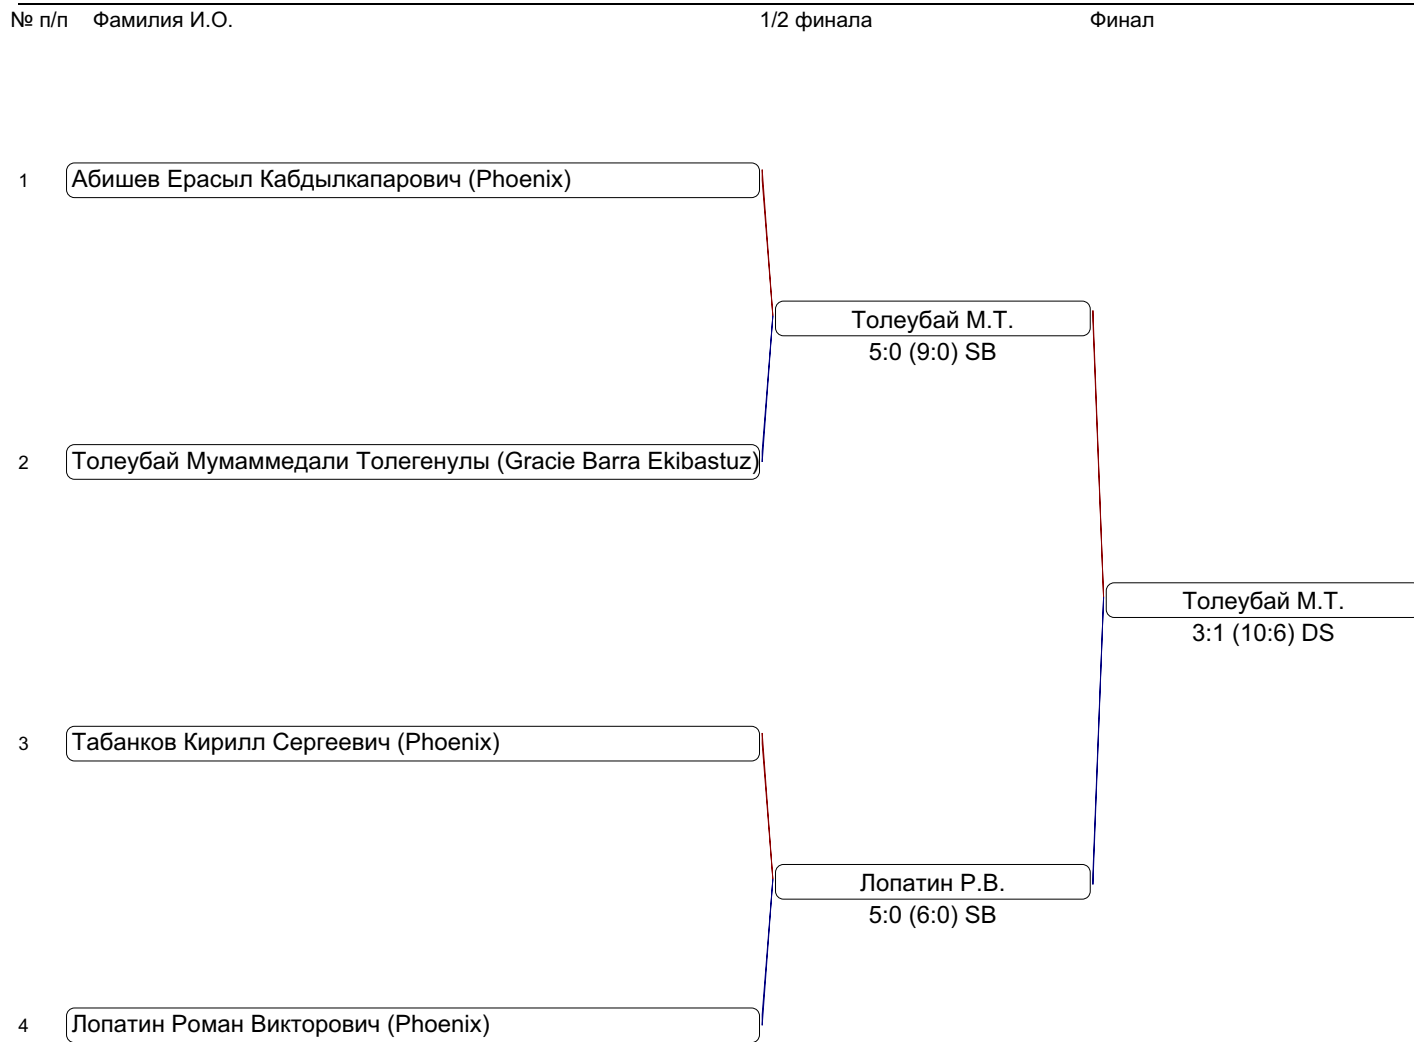 № п/п Фамилия И.О. 1/2 финала Финал
1 Абишев Ерасыл Кабдылкапарович (Phoenix)
Толеубай М.Т.
5:0 (9:0) SB
2 Толеубай Мумаммедали Толегенулы (Gracie Barra Ekibastuz)
Толеубай М.Т.
3:1 (10:6) DS
3 Табанков Кирилл Сергеевич (Phoenix)
Лопатин Р.В.
5:0 (6:0) SB
4 Лопатин Роман Викторович (Phoenix)